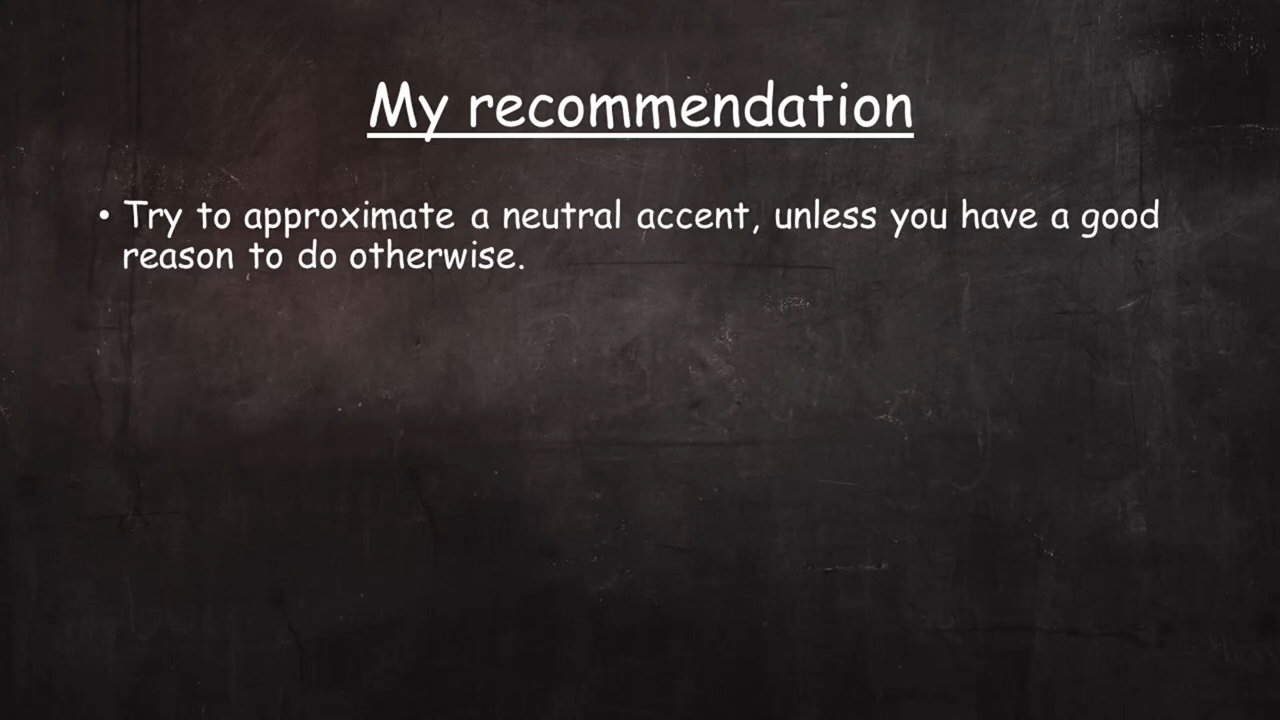 My recommendation
• Try to approximate a neutral accent, unless you have a good
reason to do otherwise.